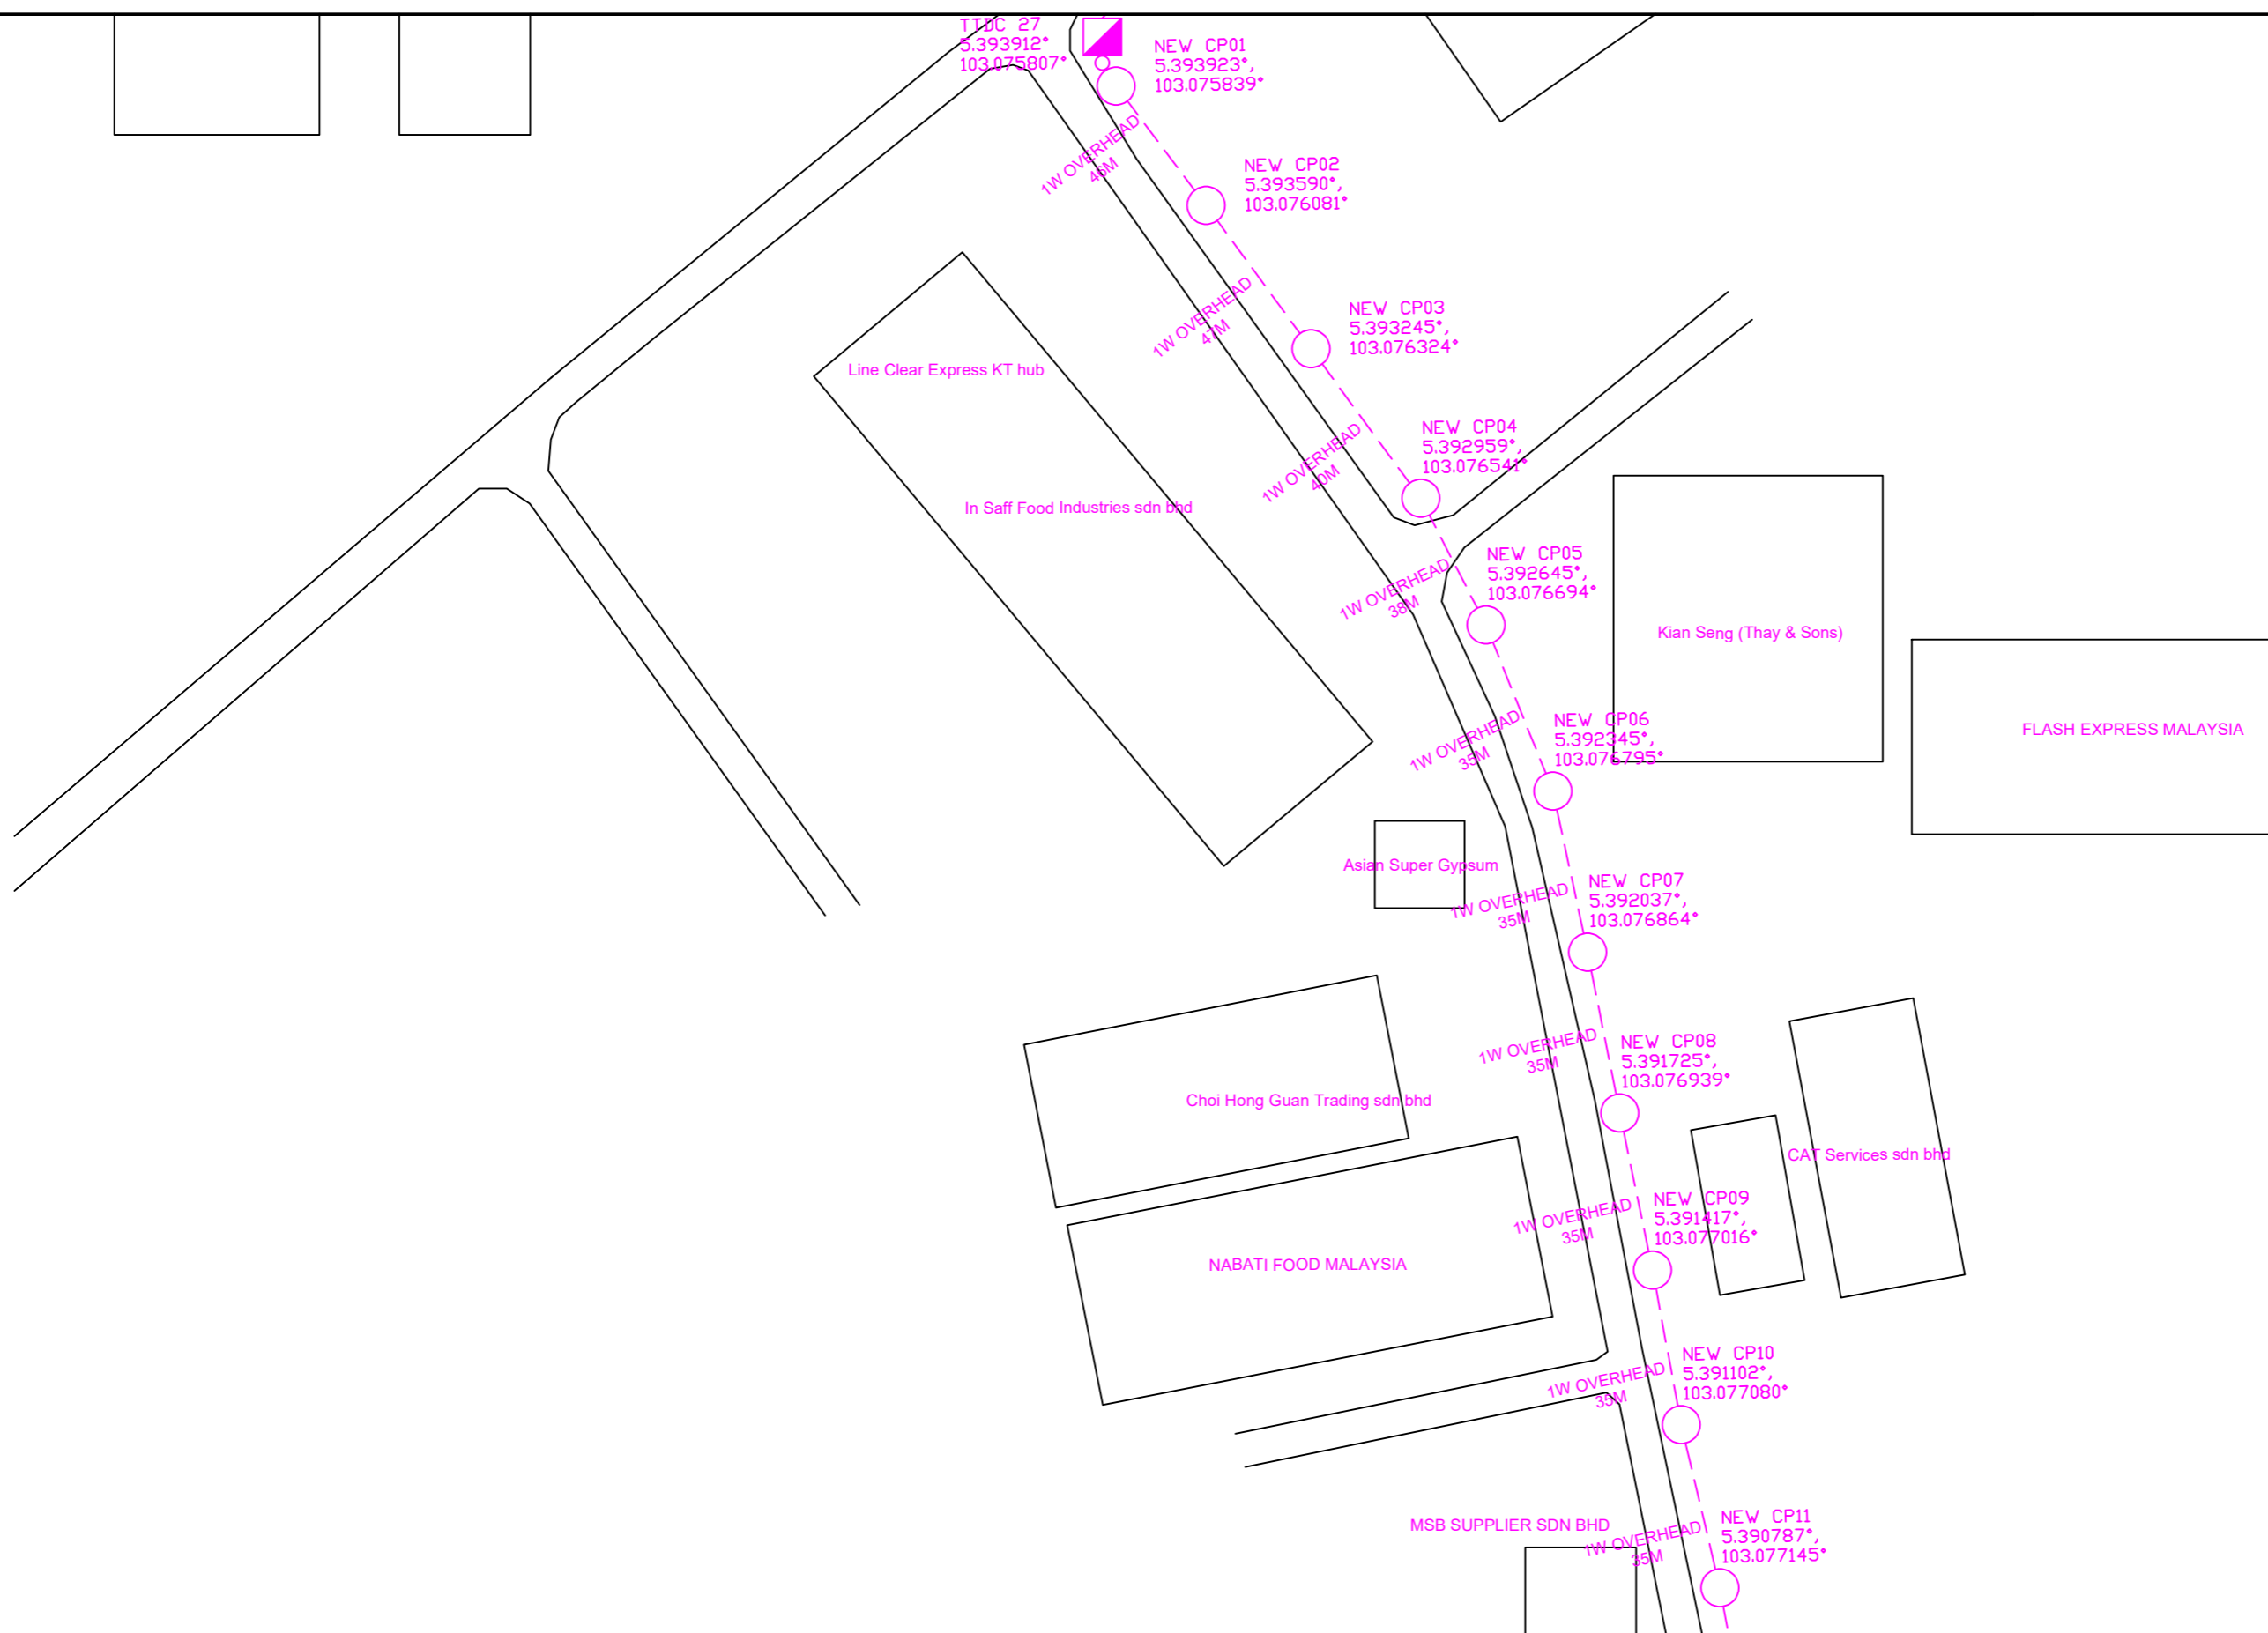 TTDC 27
5.393912°
103.075807°
NEW CP01
5.393923°,
103.075839°
1W OVERHEAD
46M
NEW CP02
5.393590°,
103.076081°
1W OVERHEAD
47M
NEW CP03
5.393245°,
103.076324°
Line Clear Express KT hub
1W OVERHEAD
40M
NEW CP04
5.392959°,
103.076541°
In Saff Food Industries sdn bhd
1W OVERHEAD
38M
NEW CP05
5.392645°,
103.076694°
Kian Seng (Thay & Sons)
FLASH EXPRESS MALAYSIA
1W OVERHEAD
35M
NEW CP06
5.392345°,
103.076795°
Asian Super Gypsum
1W OVERHEAD
35M
NEW CP07
5.392037°,
103.076864°
1W OVERHEAD
35M
NEW CP08
5.391725°,
103.076939°
Choi Hong Guan Trading sdn bhd
CAT Services sdn bhd
1W OVERHEAD
35M
NEW CP09
5.391417°,
103.077016°
NABATI FOOD MALAYSIA
1W OVERHEAD
35M
NEW CP10
5.391102°,
103.077080°
MSB SUPPLIER SDN BHD
1W OVERHEAD
35M
NEW CP11
5.390787°,
103.077145°